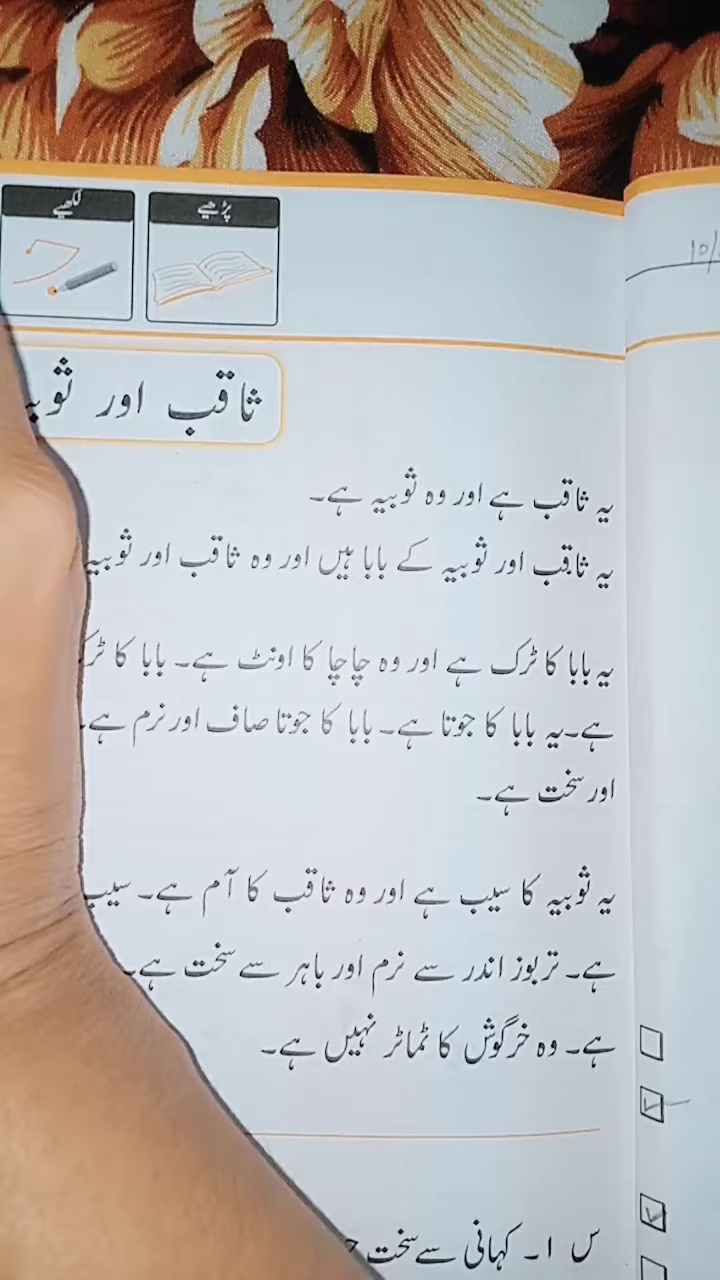 پڑھیے
لکھیے
ثاقب اور
یہ ثاقب ہے اور وہ ثوبیہ ہے۔
یہ ثاقب اور ثوبیہ کے بابا ہیں اور وہ ثاقب اور ثوبیہ
یہ بابا کا ٹرک ہے اور وہ چاچا کا اونٹ ہے۔ بابا کا
ہے۔ یہ بابا کا جوتا ہے۔ بابا کا جوتا صاف اور نرم ہے۔
اور سخت ہے۔
یہ ثوبیہ کا سیب ہے اور وہ ثاقب کا آم ہے۔ سیب
ہے۔ تربوز اندر سے نرم اور باہر سے سخت ہے۔
ہے۔ وہ خرگوش کا ٹماٹر نہیں ہے۔
س ۱۔ کہانی سے سخت